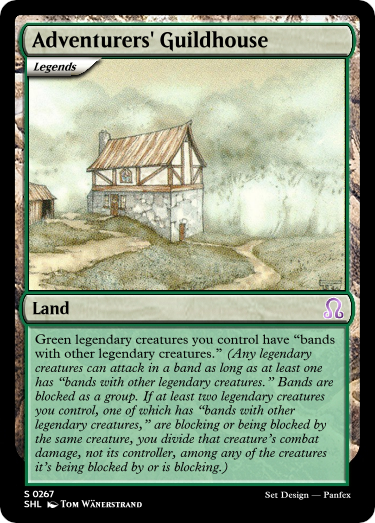 Adventurers' Guildhouse
Legends
Land
Green legendary creatures you control have “bands
with other legendary creatures.” (Any legendary
creatures can attack in a band as long as at least one
has “bands with other legendary creatures.” Bands are
blocked as a group. If at least two legendary creatures
you control, one of which has “bands with other
legendary creatures,” are blocking or being blocked by
the same creature, you divide that creature's combat
damage, not its controller, among any of the creatures
it's being blocked by or is blocking.)
S 0267
SHL Tom Wänerstrand
Set Design — Panfex